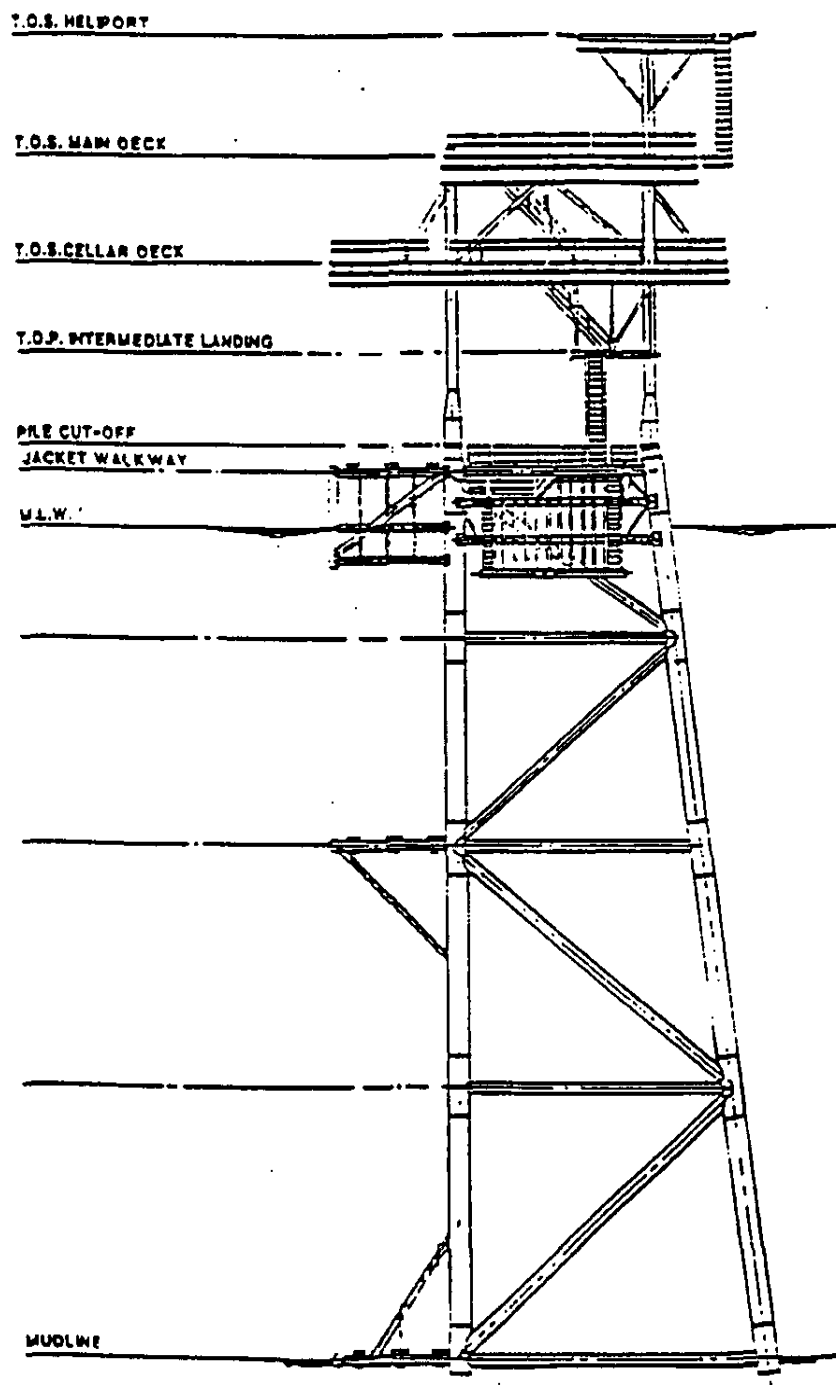 T.O.S. HELIPORT
T.O.S. MAIN DECK
T.O.S. CELLAR DECK
T.O.P. INTERMEDIATE LANDING
PILE CUT-OFF
JACKET WALKWAY
M.L.W.
MUDLINE